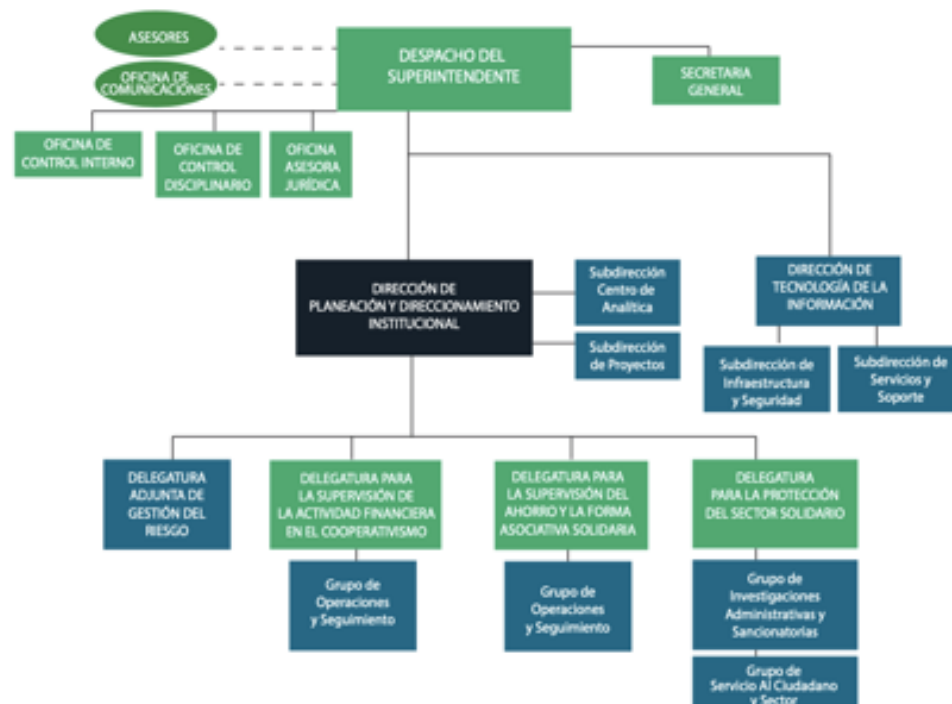 ASESORES
OFICINA DE
COMUNICACIONES
DESPACHO DEL
SUPERINTENDENTE
SECRETARIA
GENERAL
OFICINA DE
CONTROL INTERNO
OFICINA DE
CONTROL
DISCIPLINARIO
OFICINA
ASESORA
JURÍDICA
DIRECCIÓN DE
PLANEACIÓN Y DIRECCIONAMIENTO
INSTITUCIONAL
Subdirección
Centro de
Analítica
Subdirección
de Proyectos
DIRECCIÓN DE
TECNOLOGÍA DE LA
INFORMACIÓN
Subdirección de
Infraestructura
y Seguridad
Subdirección de
Servicios y
Soporte
DELEGATURA
ADJUNTA DE
GESTIÓN DEL
RIESGO
DELEGATURA PARA
LA SUPERVISIÓN DE
LA ACTIVIDAD FINANCIERA
EN EL COOPERATIVISMO
DELEGATURA PARA
LA SUPERVISIÓN DEL
AHORRO Y LA FORMA
ASOCIATIVA SOLIDARIA
DELEGATURA
PARA LA PROTECCIÓN
DEL SECTOR SOLIDARIO
Grupo de
Operaciones
y Seguimiento
Grupo de
Operaciones
y Seguimiento
Grupo de
Investigaciones
Administrativas y
Sancionatorias
Grupo de
Servicio Al Ciudadano
y Sector